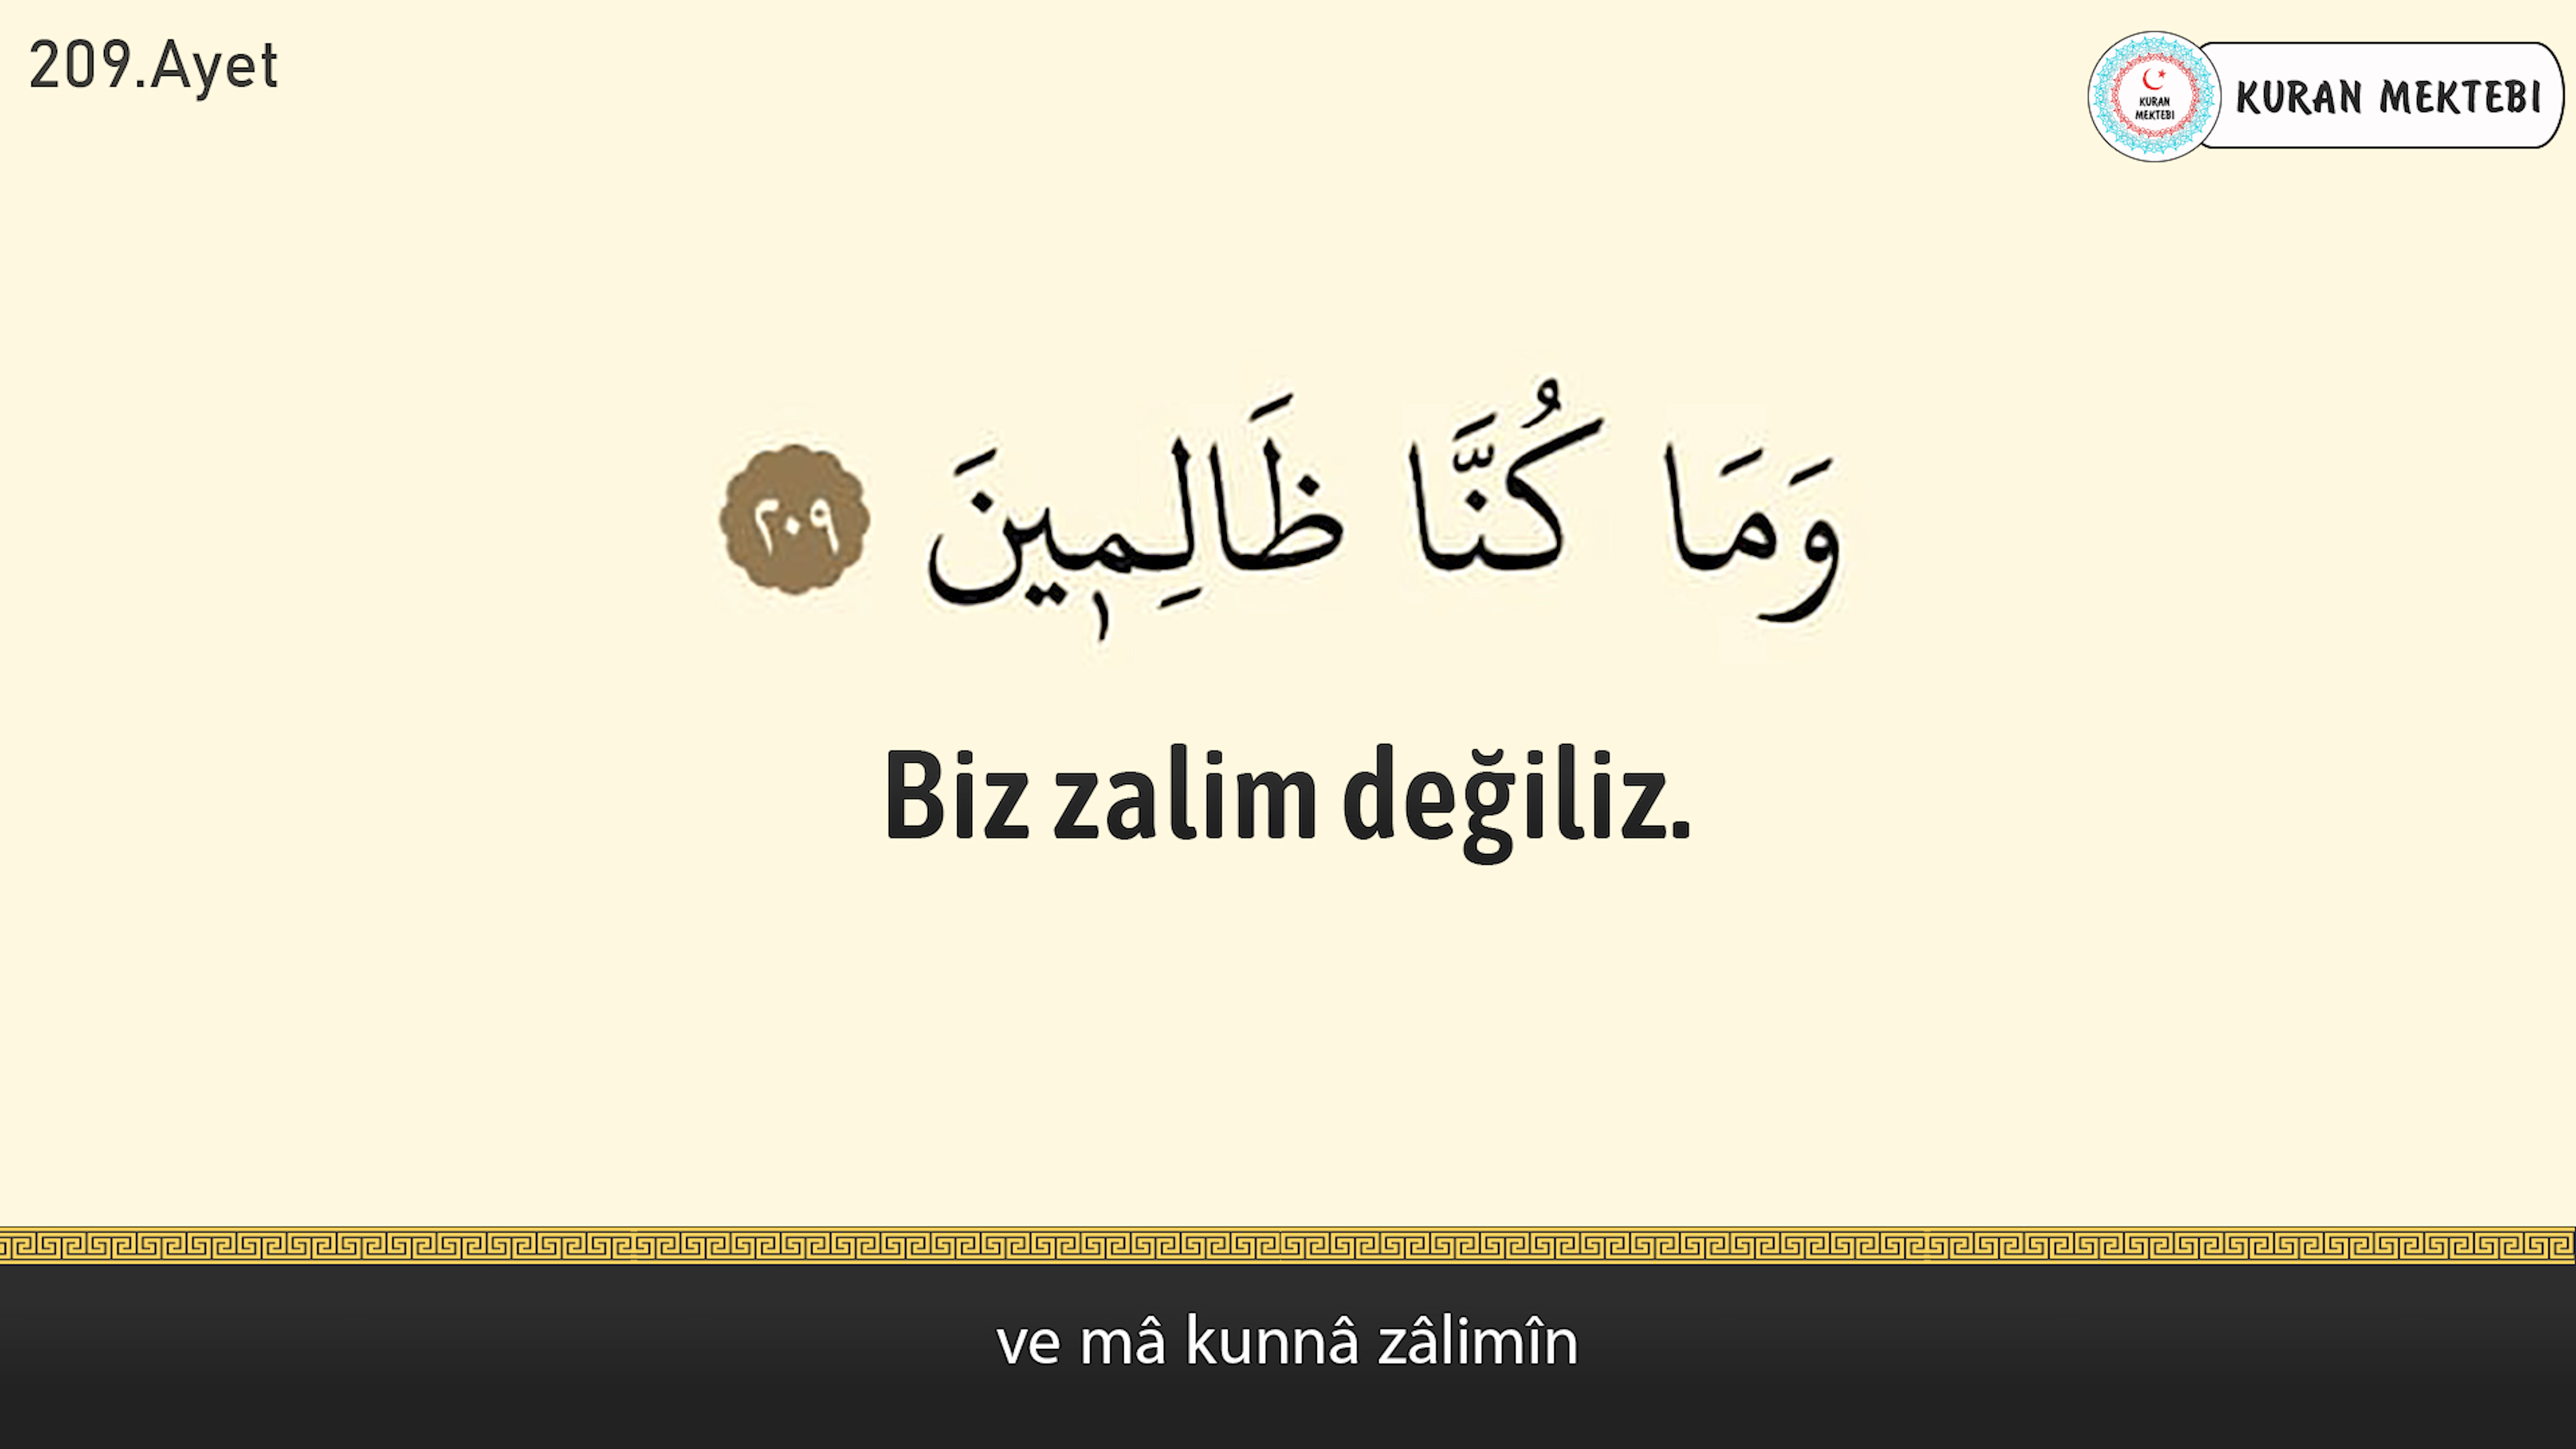 209.Ayet
KURAN
MEKTEBI
KURAN MEKTEBI
وَمَا كُنَّا ظَالِمٖينَ ٢٠٩
Biz zalim değiliz.
ve mâ kunnâ zâlimîn